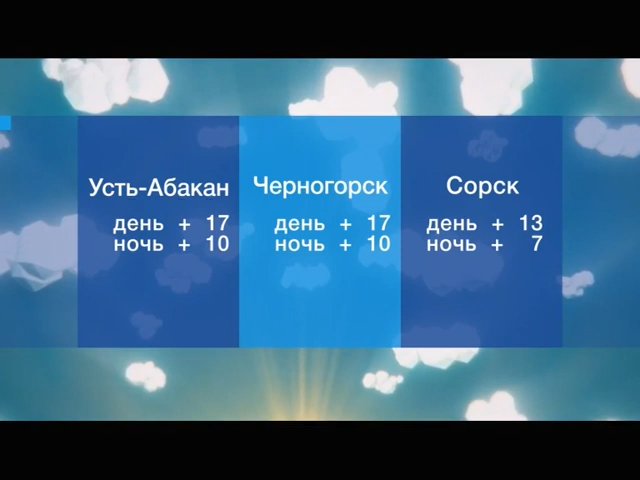 Усть-Абакан
день + 17
ночь + 10
Черногорск
день + 17
ночь + 10
Сорск
день + 13
ночь + 7